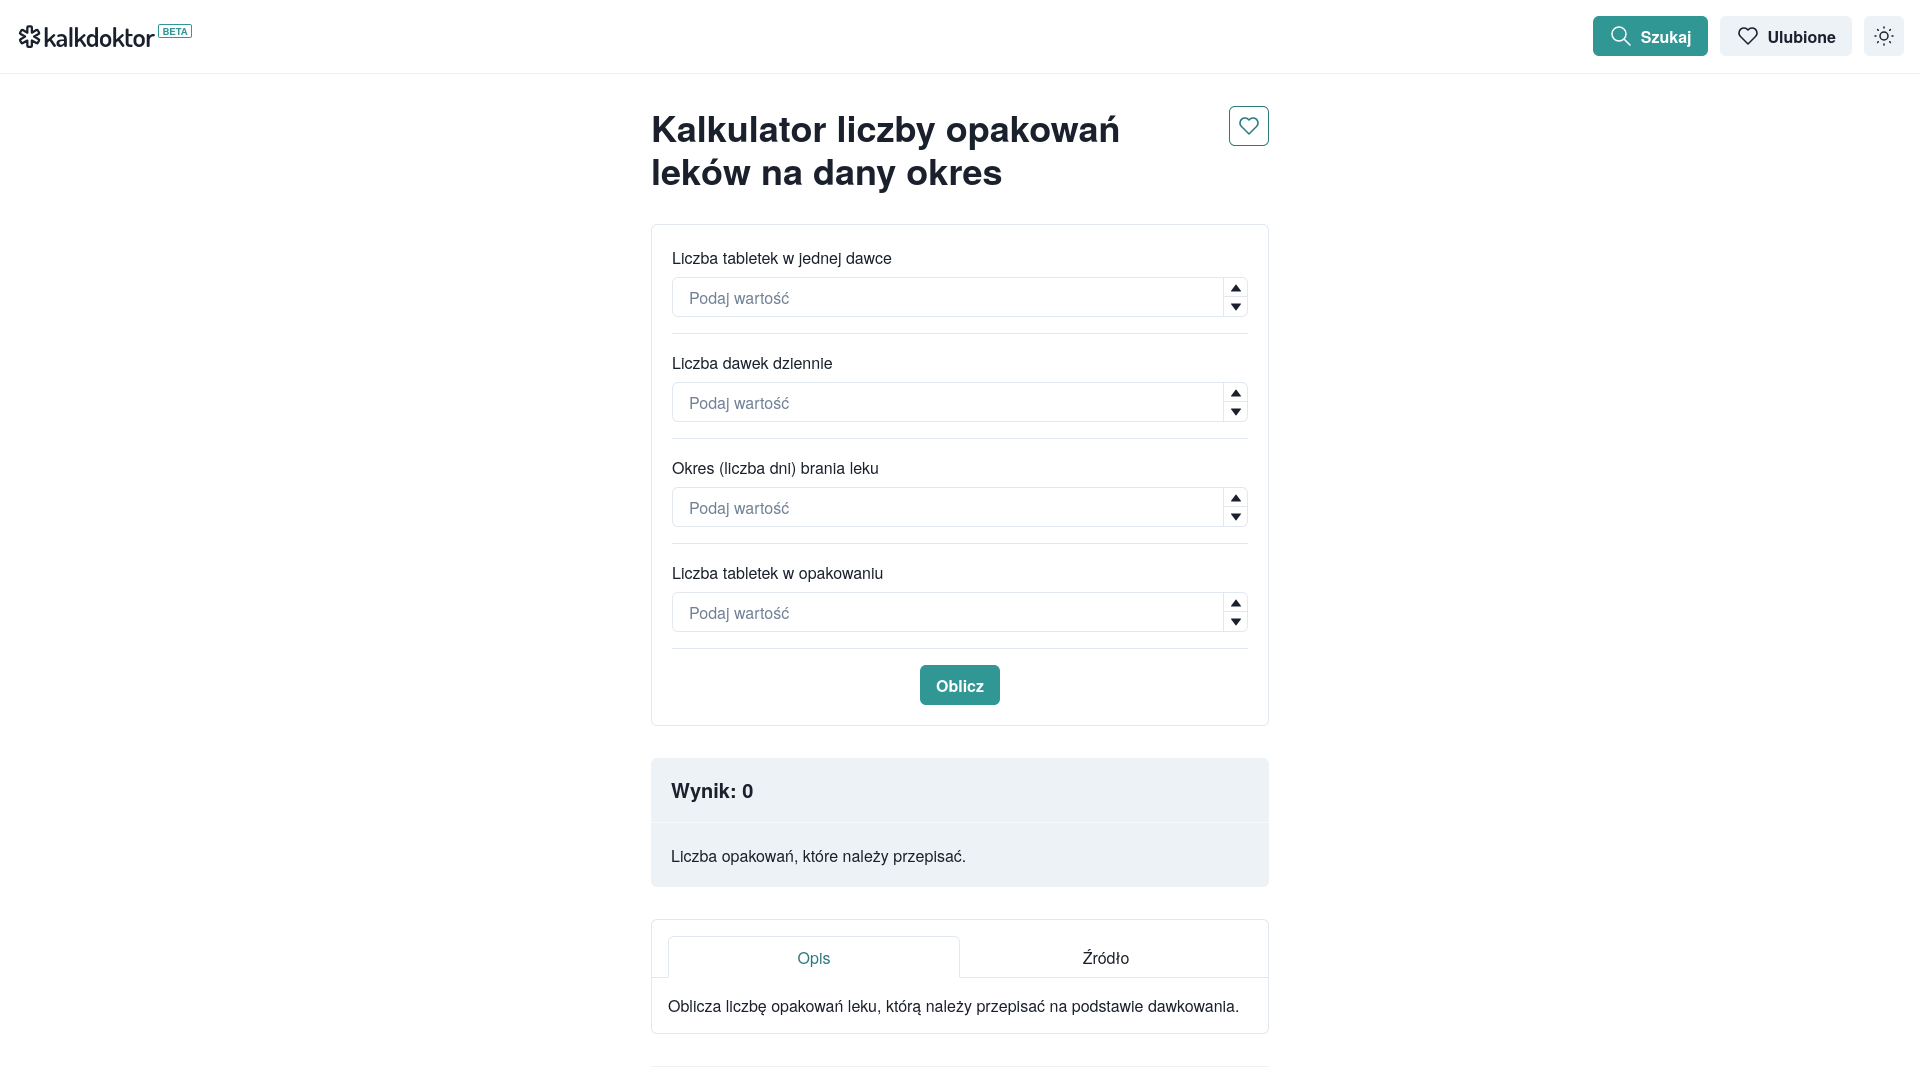 kalkdoktor BETA
Szukaj
Ulubione
Kalkulator liczby opakowań
leków na dany okres
Liczba tabletek w jednej dawce
Podaj wartość
Liczba dawek dziennie
Podaj wartość
Okres (liczba dni) brania leku
Podaj wartość
Liczba tabletek w opakowaniu
Podaj wartość
Oblicz
Wynik: 0
Liczba opakowań, które należy przepisać.
Opis
Źródło
Oblicza liczbę opakowań leku, którą należy przepisać na podstawie dawkowania.